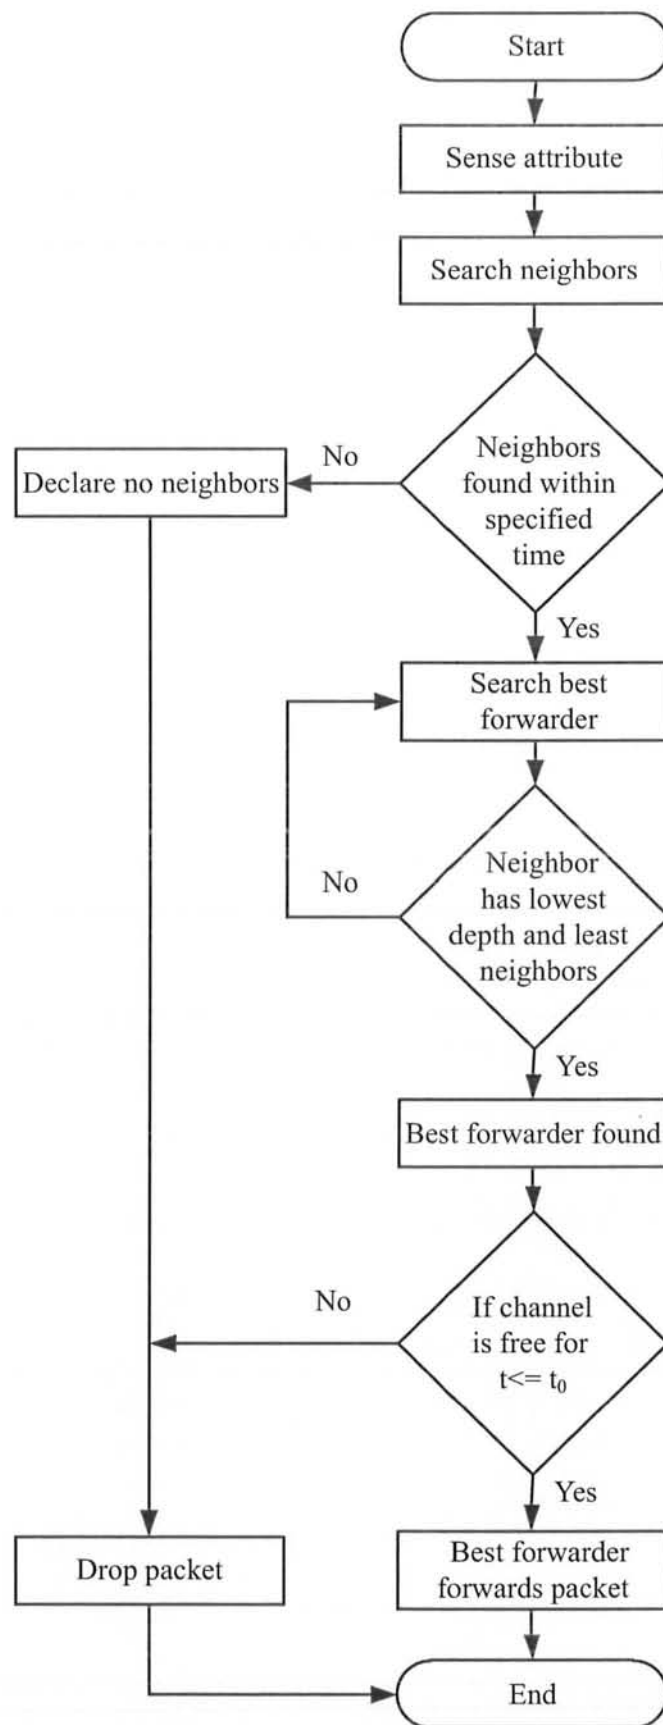 Start
Sense attribute
Search neighbors
Neighbors
found within
specified
time
No
Declare no neighbors
Yes
Search best
forwarder
Neighbor
has lowest
depth and least
neighbors
No
Yes
Best forwarder found
If channel
is free for
t<= t₀
No
Yes
Drop packet
Best forwarder
forwards packet
End